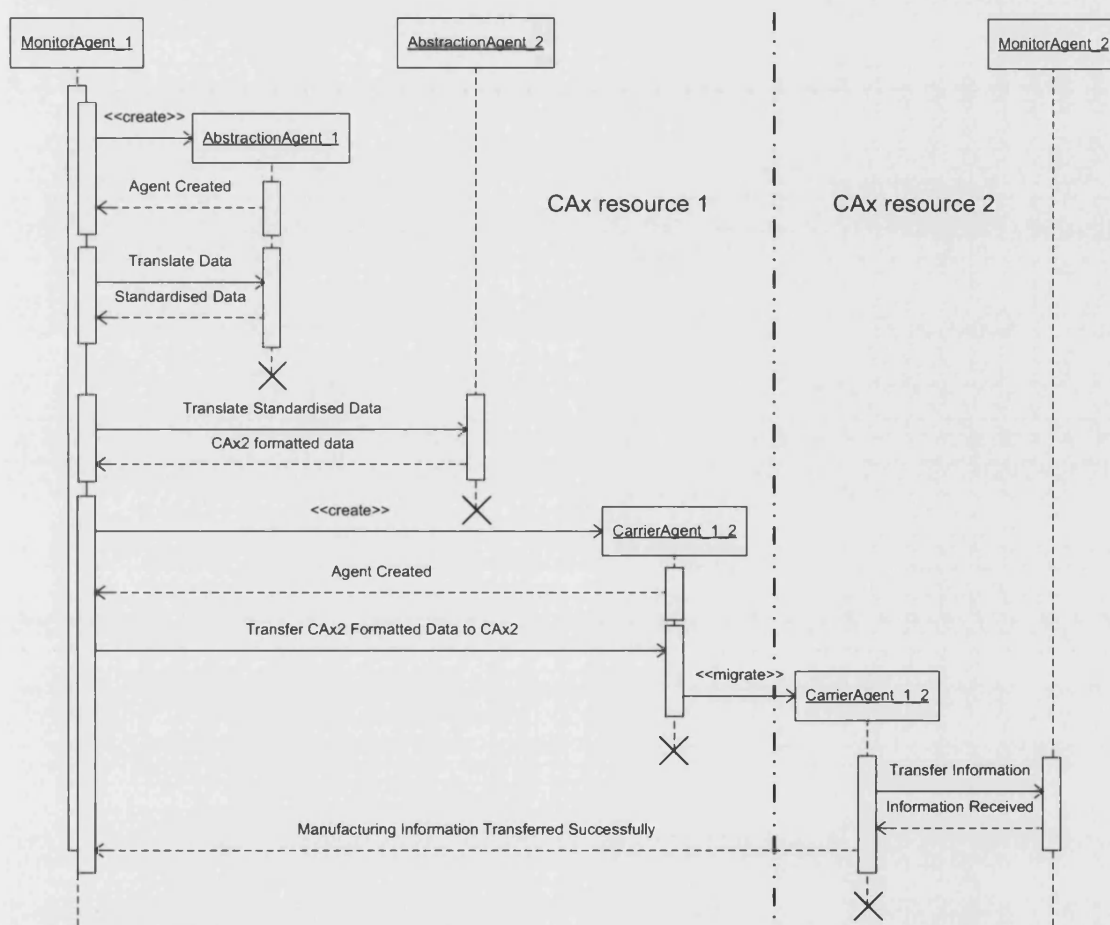 MonitorAgent_1
AbstractionAgent_2
MonitorAgent_2
<<create>>
AbstractionAgent_1
Agent Created
CAx resource 1
CAx resource 2
Translate Data
Standardised Data
Translate Standardised Data
CAx2 formatted data
<<create>>
CarrierAgent_1_2
Agent Created
Transfer CAx2 Formatted Data to CAx2
<<migrate>>
CarrierAgent_1_2
Transfer Information
Information Received
Manufacturing Information Transferred Successfully